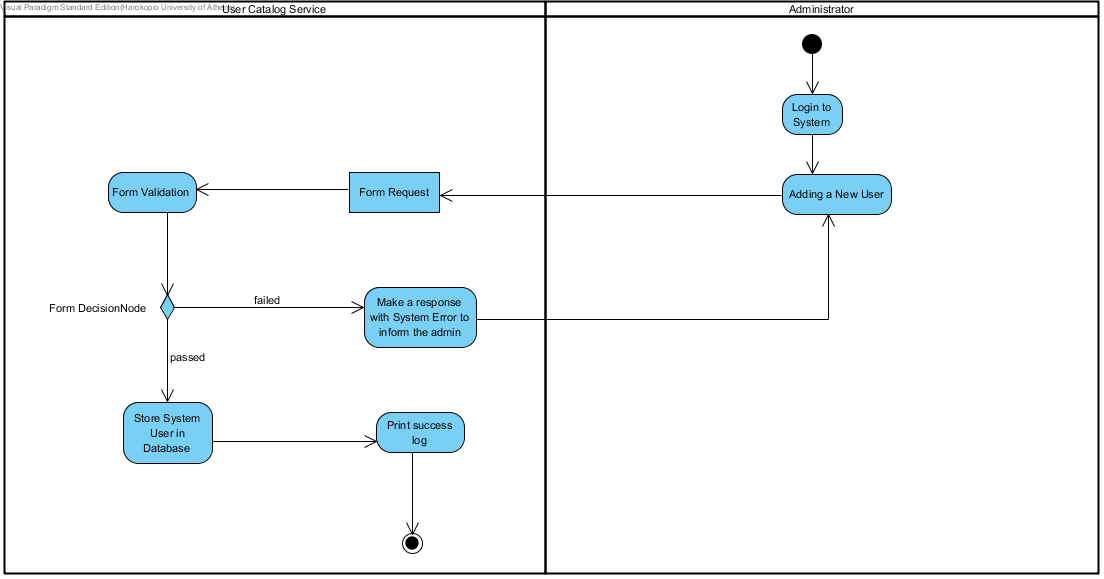 Visual Paradigm Standard Edition(Harokopio University of Athens)
User Catalog Service
Administrator
Login to
System
Form Validation
Form Request
Adding a New User
Form DecisionNode
failed
Make a response
with System Error to
inform the admin
passed
Store System
User in
Database
Print success
log